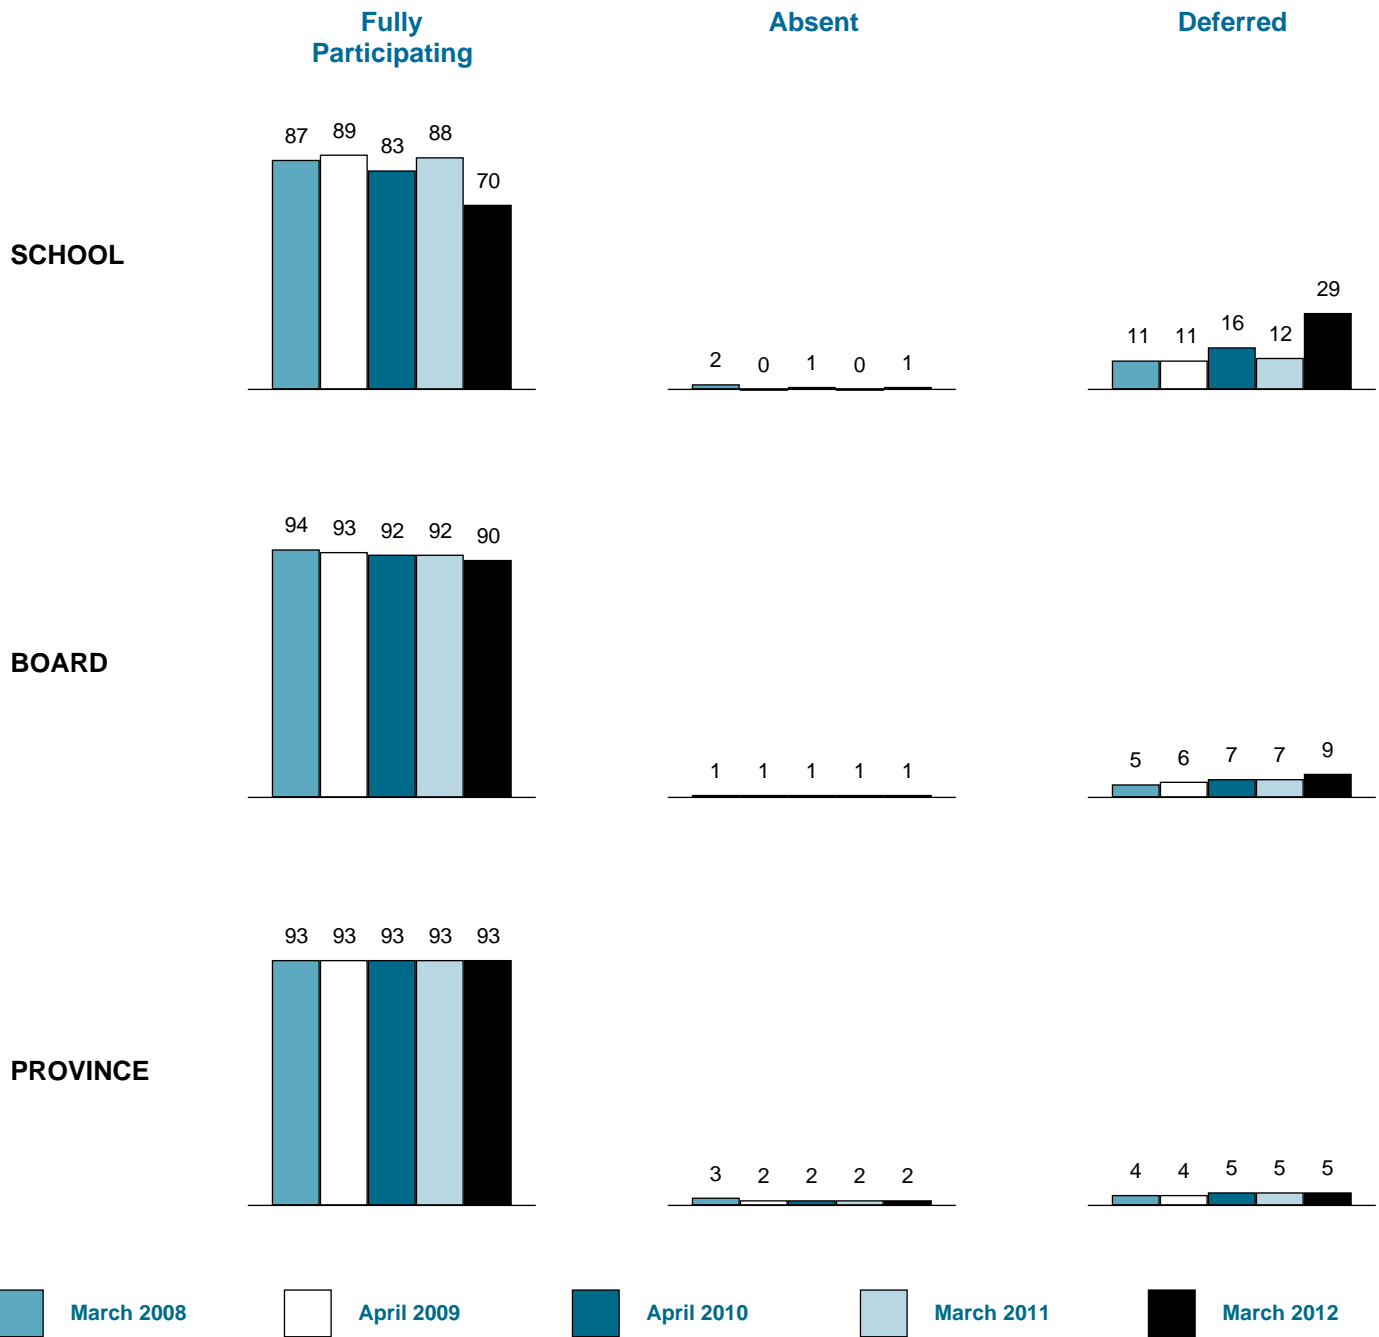 Fully
Participating
Absent
Deferred
SCHOOL
87 89 83 88 70
2 0 1 0 1
11 11 16 12 29
BOARD
94 93 92 92 90
1 1 1 1 1
5 6 7 7 9
PROVINCE
93 93 93 93 93
3 2 2 2 2
4 4 5 5 5
March 2008
April 2009
April 2010
March 2011
March 2012